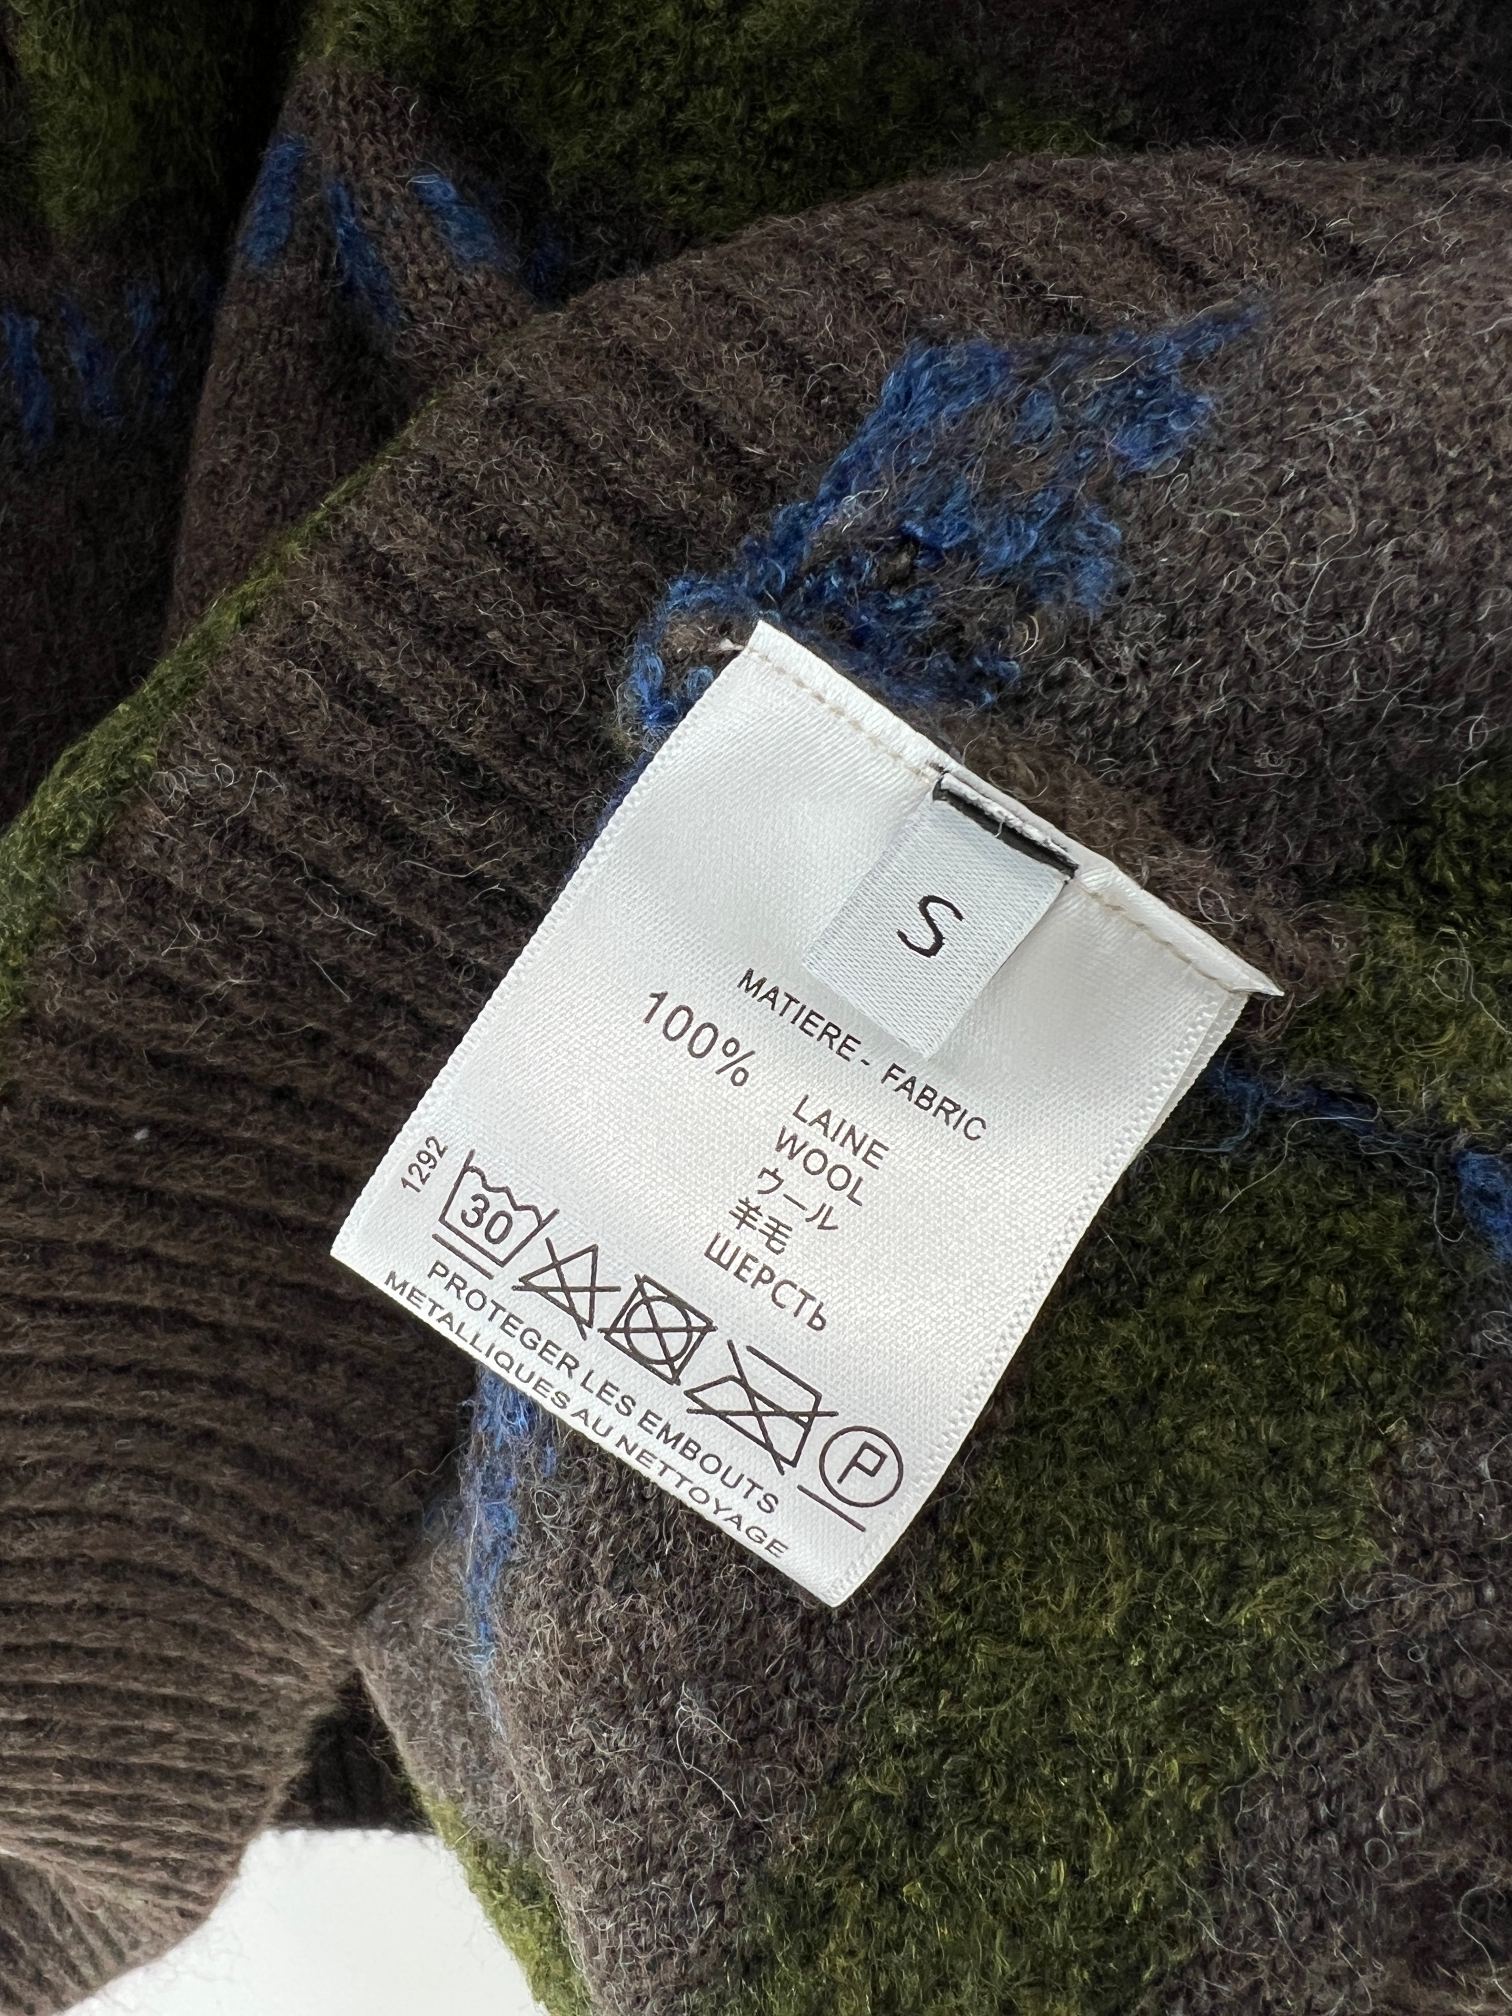 S
MATIERE - FABRIC
100%
LAINE
WOOL
ウール
羊毛
ШЕРСТЬ
1292
30
P
PROTEGER LES EMBOUTS
METALLIQUES AU NETTOYAGE